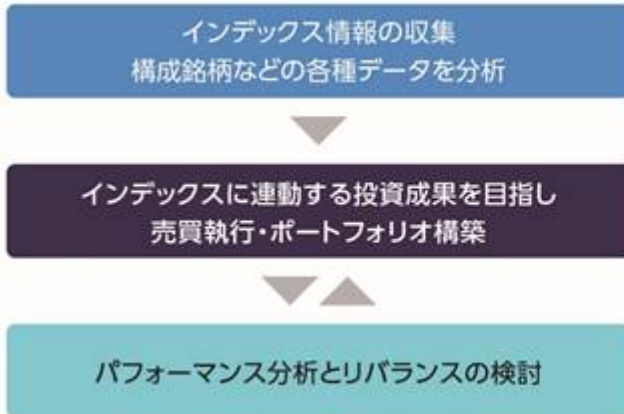 インデックス情報の収集
構成銘柄などの各種データを分析
インデックスに連動する投資成果を目指し
売買執行・ポートフォリオ構築
パフォーマンス分析とリバランスの検討